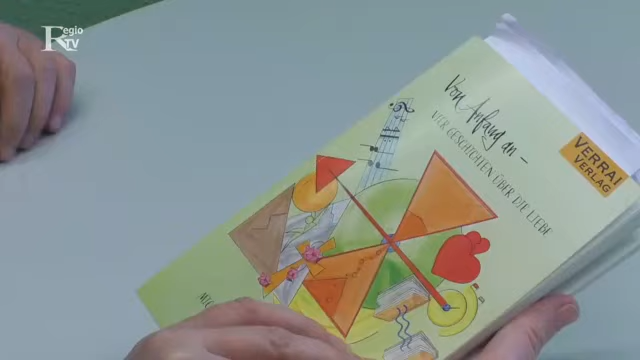 Regio
TV
Von Anfang an –
VIER GESCHICHTEN ÜBER DIE LIEBE
VERRAI
VERLAG